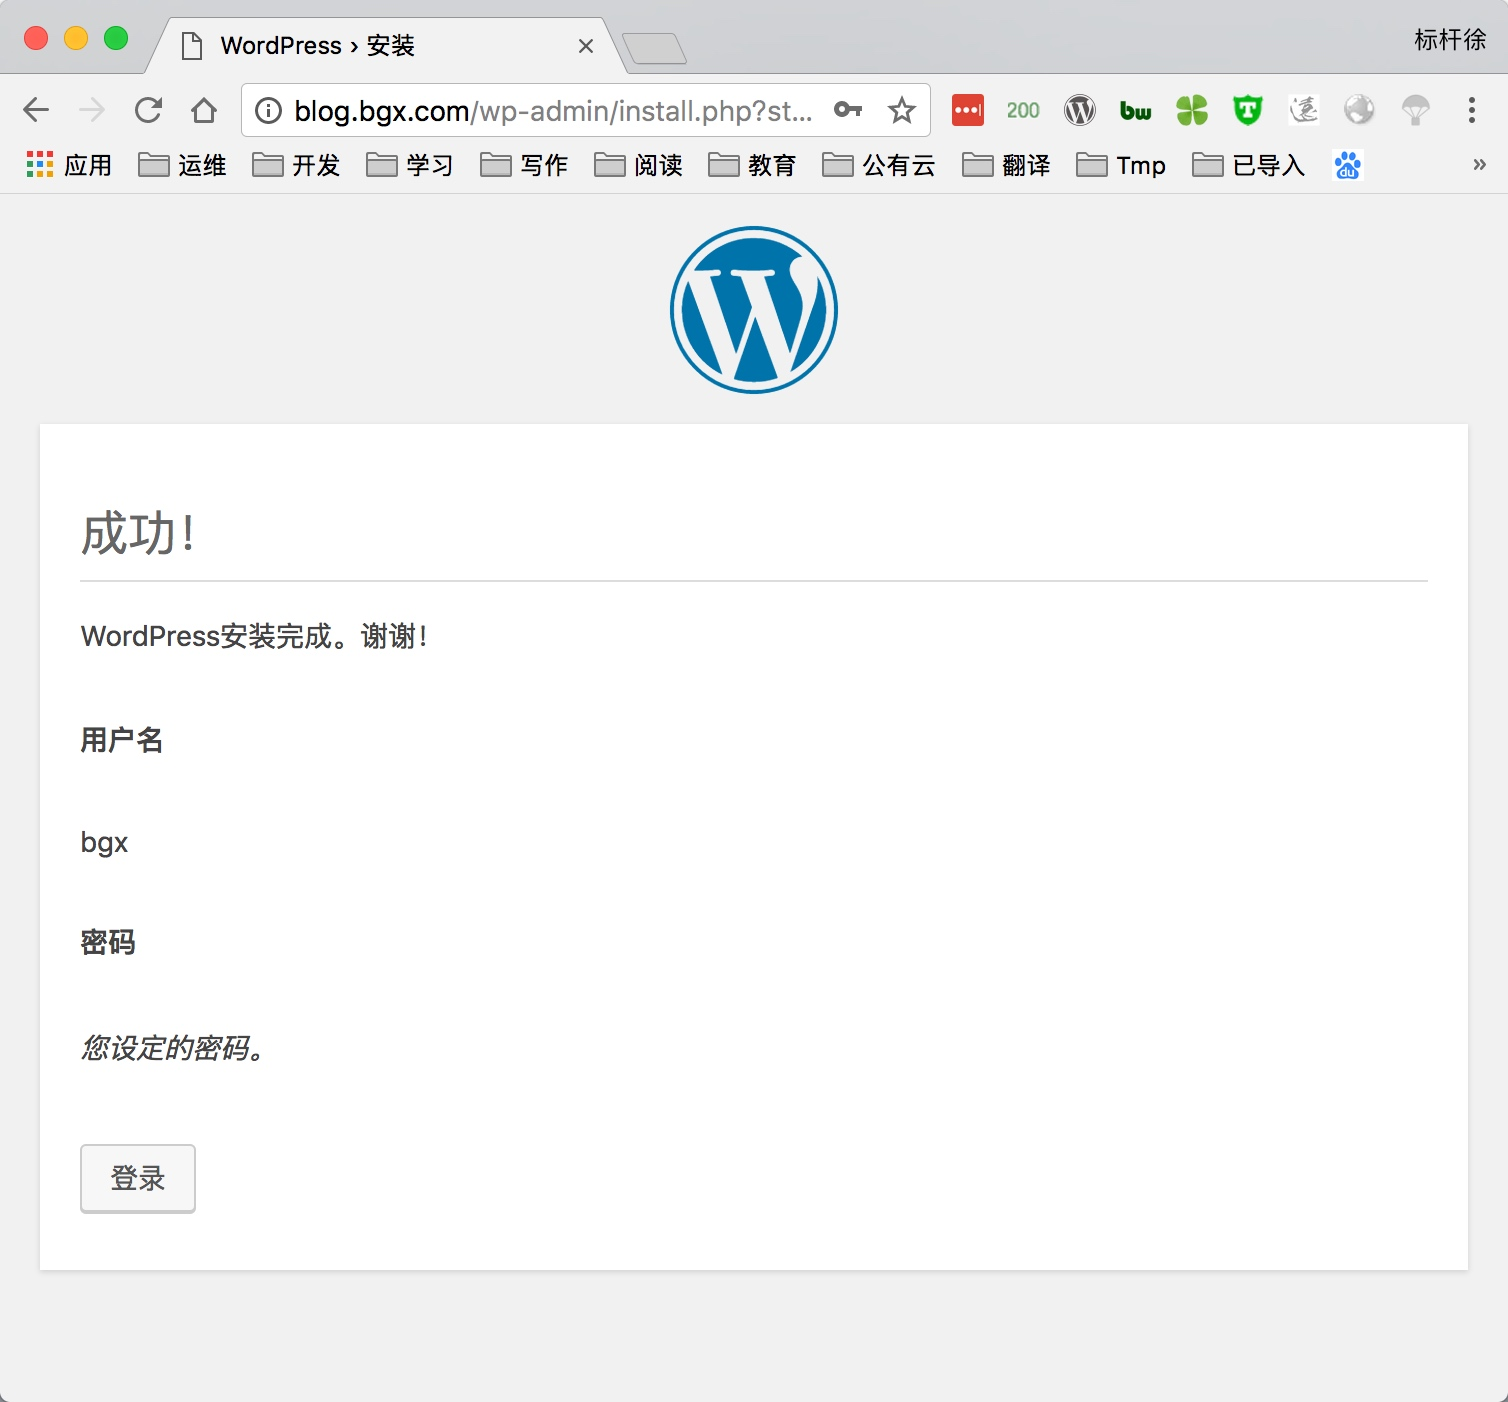 WordPress › 安装
标杆徐
blog.bgx.com/wp-admin/install.php?st...
200
bw
T
应用 运维 开发 学习 写作 阅读 教育 公有云 翻译 Tmp 已导入 du »
成功！
WordPress安装完成。谢谢！
用户名
bgx
密码
您设定的密码。
登录